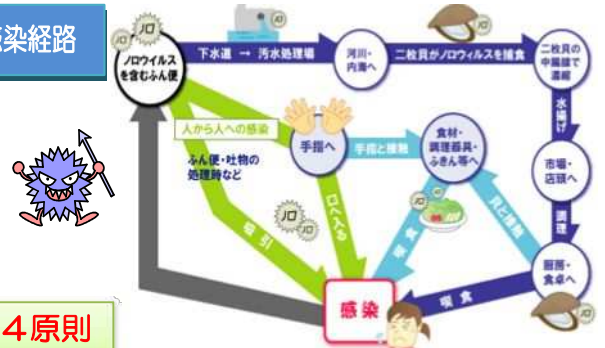 染経路
ノロウイルス
を含むふん便
下水道 → 汚水処理場
河川・
内海へ
二枚貝がノロウィルスを捕食
二枚貝の
中腸線で
濃縮
水揚げ
市場・
店頭へ
調理
厨房・
食卓へ
貝と接触
喫食
人から人への感染
ふん便・吐物の
処理時など
手指へ
手指と接触
食材・
調理器具・
ふきん等へ
吸引
口へ入る
喫食
感染
4原則